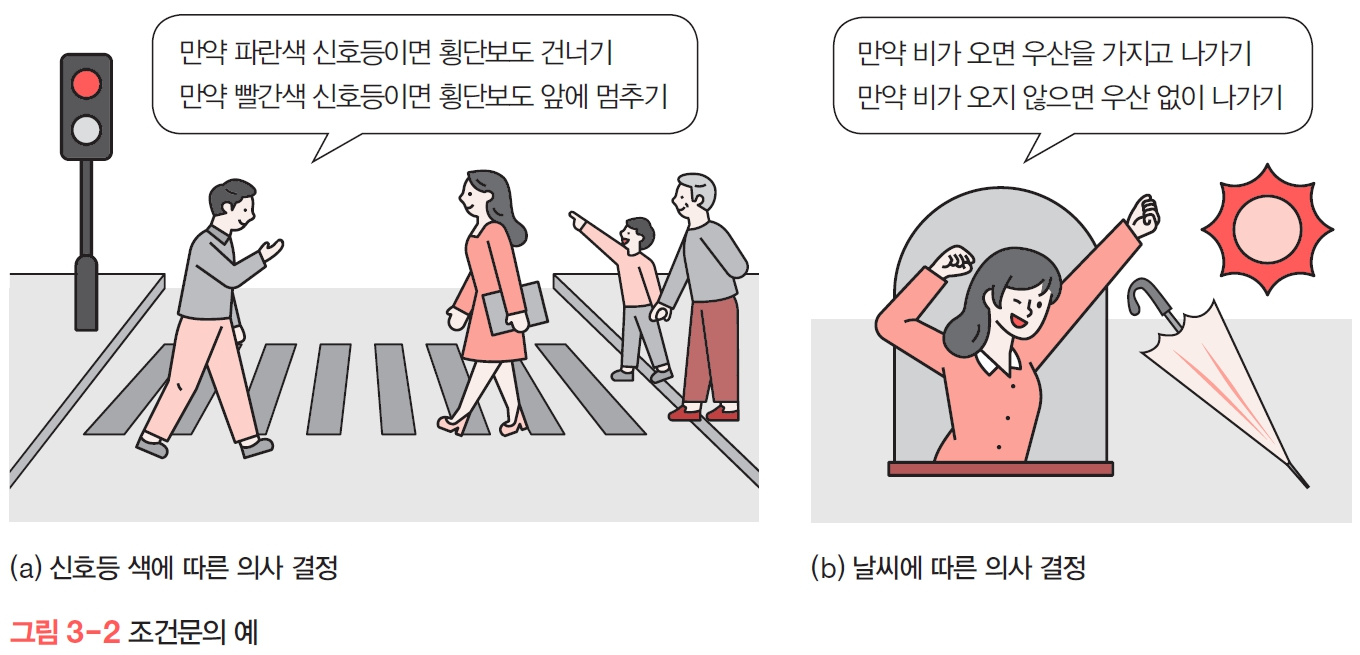 만약 파란색 신호등이면 횡단보도 건너기
만약 빨간색 신호등이면 횡단보도 앞에 멈추기
만약 비가 오면 우산을 가지고 나가기
만약 비가 오지 않으면 우산 없이 나가기
(a) 신호등 색에 따른 의사 결정
(b) 날씨에 따른 의사 결정
그림 3-2 조건문의 예